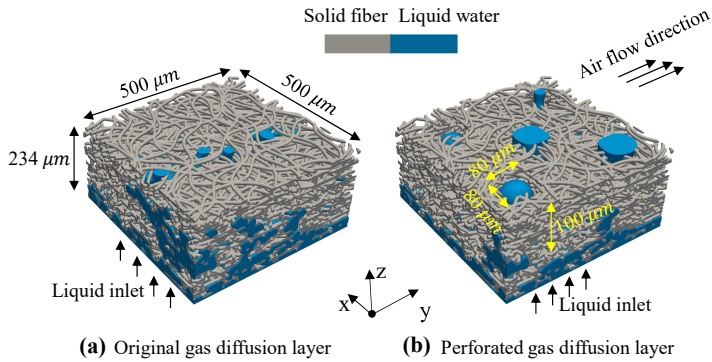 Solid fiber Liquid water
500 μm
500 μm
234 μm
Liquid inlet
Air flow direction
80 μm
80 μm
100 μm
Liquid inlet
z
x
y
(a) Original gas diffusion layer
(b) Perforated gas diffusion layer